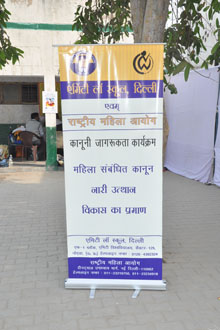 एमिटी लॉ स्कूल, दिल्ली
एवम्
राष्ट्रीय महिला आयोग
कानूनी जागरूकता कार्यक्रम
महिला संबंधित कानून
नारी उत्थान
विकास का प्रमाण
एमिटी लॉ स्कूल, दिल्ली
राष्ट्रीय महिला आयोग